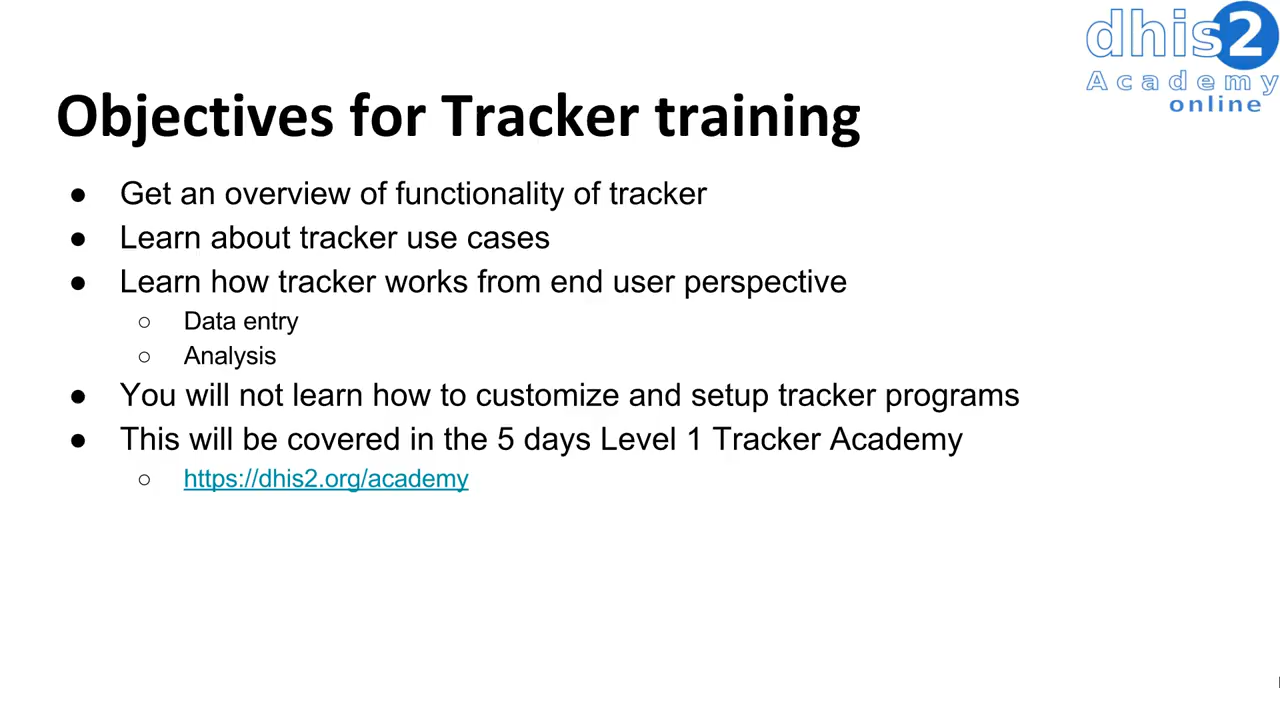 dhis2
Academy
online
Objectives for Tracker training
● Get an overview of functionality of tracker
● Learn about tracker use cases
● Learn how tracker works from end user perspective
○ Data entry
○ Analysis
● You will not learn how to customize and setup tracker programs
● This will be covered in the 5 days Level 1 Tracker Academy
○ https://dhis2.org/academy